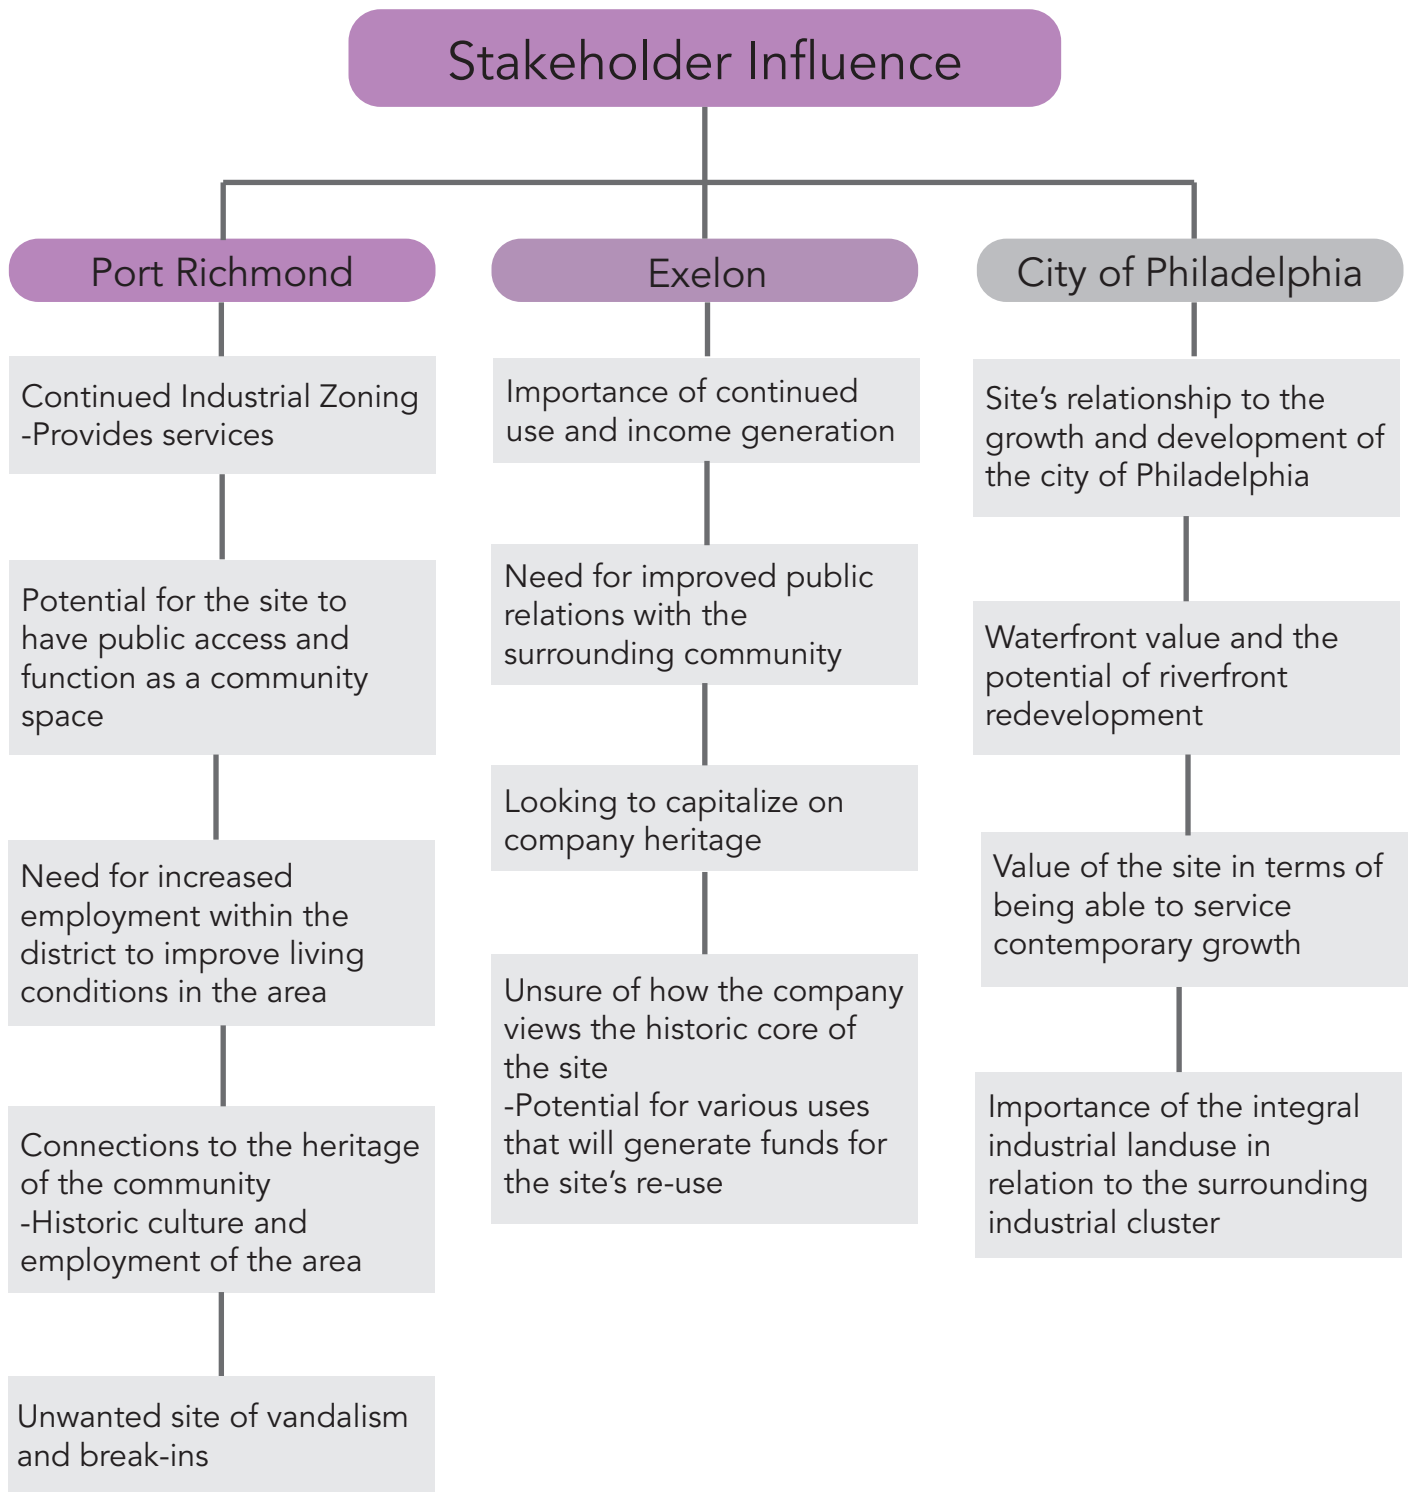 Stakeholder Influence
Port Richmond
Continued Industrial Zoning
-Provides services
Potential for the site to
have public access and
function as a community
space
Need for increased
employment within the
district to improve living
conditions in the area
Connections to the heritage
of the community
-Historic culture and
employment of the area
Unwanted site of vandalism
and break-ins
Exelon
Importance of continued
use and income generation
Need for improved public
relations with the
surrounding community
Looking to capitalize on
company heritage
Unsure of how the company
views the historic core of
the site
-Potential for various uses
that will generate funds for
the site’s re-use
City of Philadelphia
Site’s relationship to the
growth and development of
the city of Philadelphia
Waterfront value and the
potential of riverfront
redevelopment
Value of the site in terms of
being able to service
contemporary growth
Importance of the integral
industrial landuse in
relation to the surrounding
industrial cluster